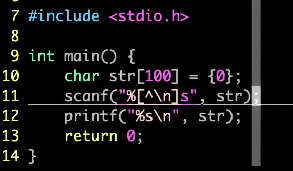 6
7 #include <stdio.h>
8
9 int main() {
10 char str[100] = {0};
11 scanf("%[^\n]s", str);
12 printf("%s\n", str);
13 return 0;
14 }